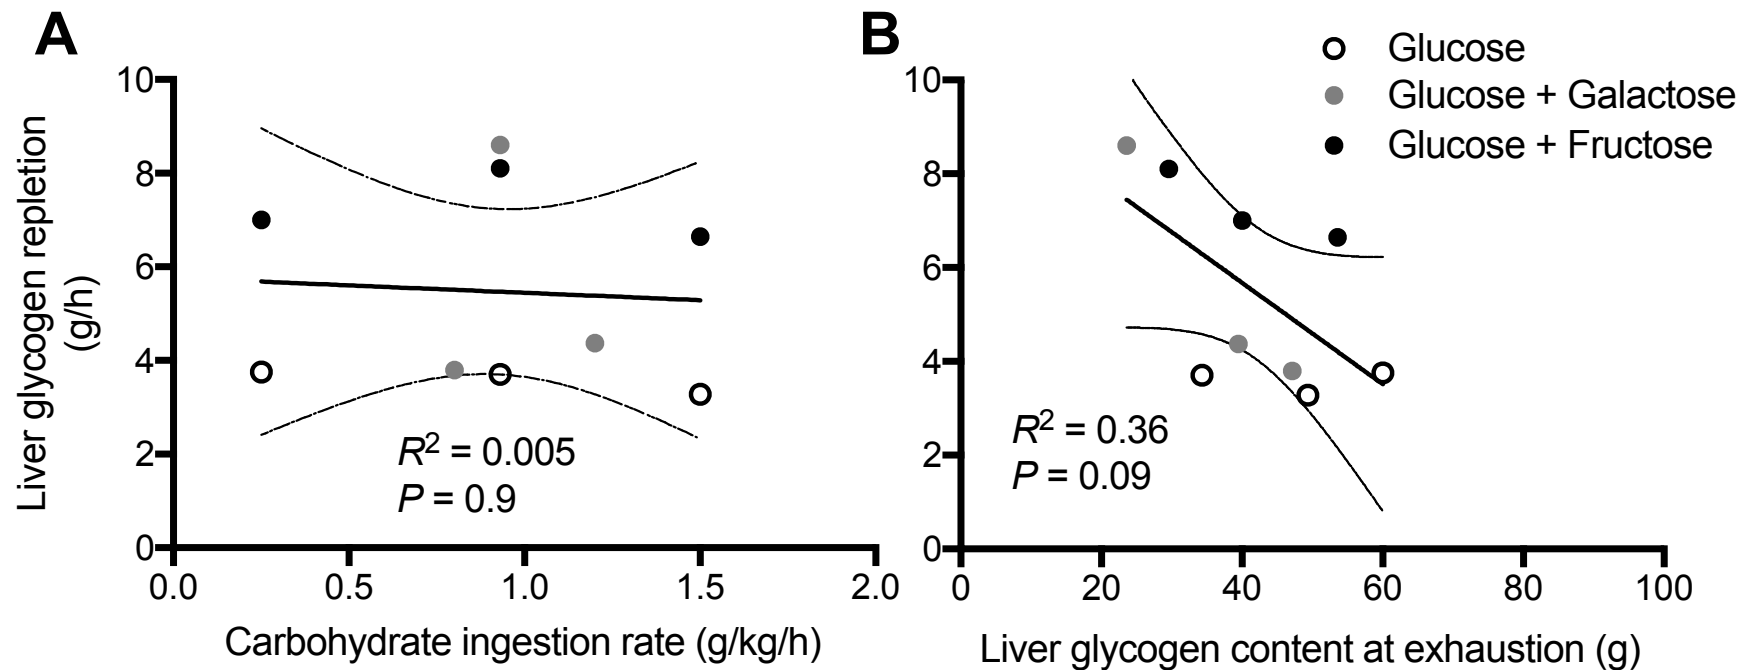 A
Liver glycogen repletion
(g/h)
10
8
6
4
2
0
R² = 0.005
P = 0.9
0.0 0.5 1.0 1.5 2.0
Carbohydrate ingestion rate (g/kg/h)
B
Glucose
Glucose + Galactose
Glucose + Fructose
10
8
6
4
2
0
R² = 0.36
P = 0.09
0 20 40 60 80 100
Liver glycogen content at exhaustion (g)